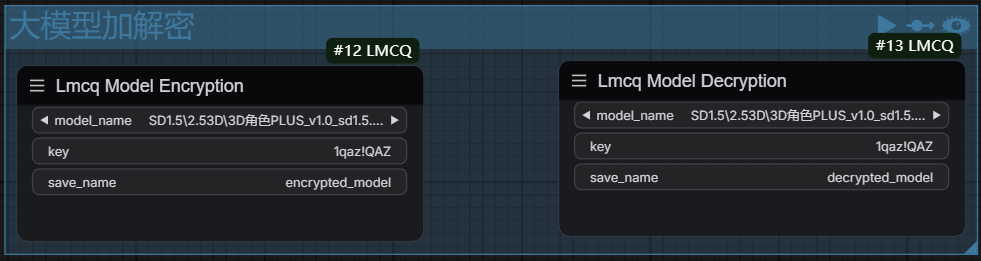 大模型加解密
#12 LMCQ
Lmcq Model Encryption
model_name SD1.5\2.53D\3D角色PLUS_v1.0_sd1.5....
key 1qaz!QAZ
save_name encrypted_model
#13 LMCQ
Lmcq Model Decryption
model_name SD1.5\2.53D\3D角色PLUS_v1.0_sd1.5....
key 1qaz!QAZ
save_name decrypted_model